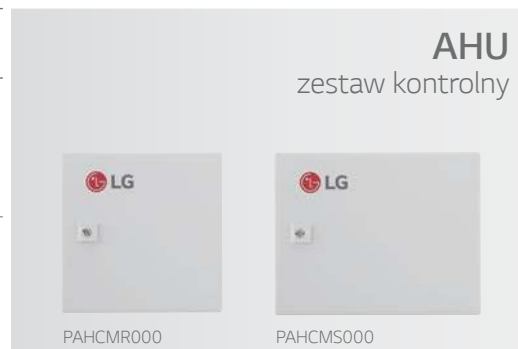 AHU
zestaw kontrolny
LG
LG
PAHCMR000
PAHCMS000